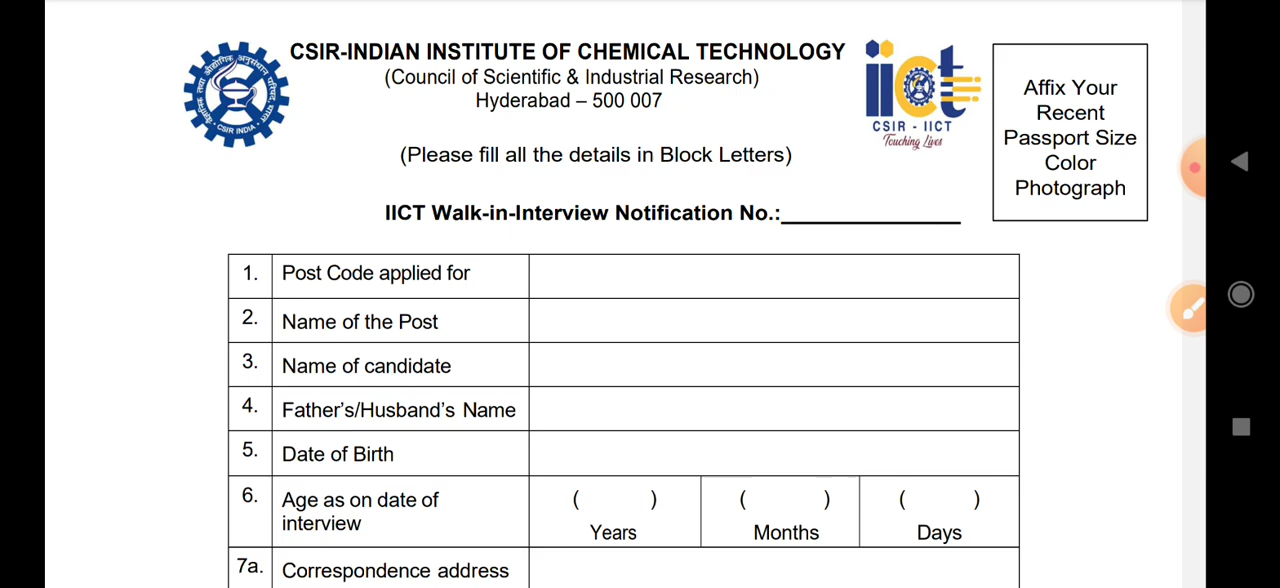 CSIR-INDIAN INSTITUTE OF CHEMICAL TECHNOLOGY
(Council of Scientific & Industrial Research)
Hyderabad – 500 007
CSIR INDIA
iict
CSIR - IICT
Touching Lives
Affix Your
Recent
Passport Size
Color
Photograph
(Please fill all the details in Block Letters)
IICT Walk-in-Interview Notification No.:
1. Post Code applied for
2. Name of the Post
3. Name of candidate
4. Father's/Husband's Name
5. Date of Birth
6. Age as on date of
interview
( ) ( ) ( )
Years Months Days
7a. Correspondence address